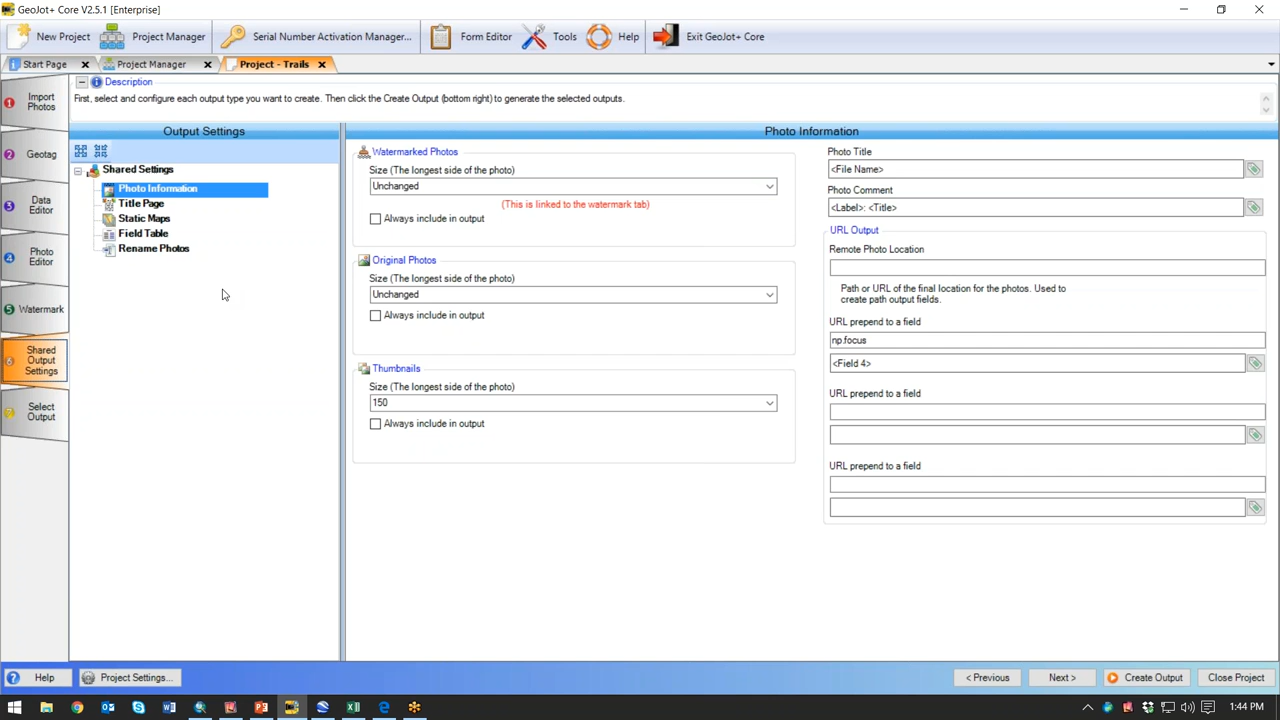 GeoJot+ Core V2.5.1 [Enterprise]
New Project
Project Manager
Serial Number Activation Manager...
Form Editor
Tools
Help
Exit GeoJot+ Core
Start Page
Project Manager
Project - Trails
Description
First, select and configure each output type you want to create. Then click the Create Output (bottom right) to generate the selected outputs.
1 Import Photos
2 Geotag
3 Data Editor
4 Photo Editor
5 Watermark
6 Shared Output Settings
Select Output
Output Settings
Shared Settings
Photo Information
Title Page
Static Maps
Field Table
Rename Photos
Photo Information
Watermarked Photos
Size (The longest side of the photo)
Unchanged
(This is linked to the watermark tab)
Always include in output
Original Photos
Size (The longest side of the photo)
Unchanged
Always include in output
Thumbnails
Size (The longest side of the photo)
150
Always include in output
Photo Title
<File Name>
Photo Comment
<Label>: <Title>
URL Output
Remote Photo Location
Path or URL of the final location for the photos. Used to
create path output fields.
URL prepend to a field
np.focus
<Field 4>
URL prepend to a field
URL prepend to a field
Help
Project Settings...
< Previous
Next >
Create Output
Close Project
1:44 PM